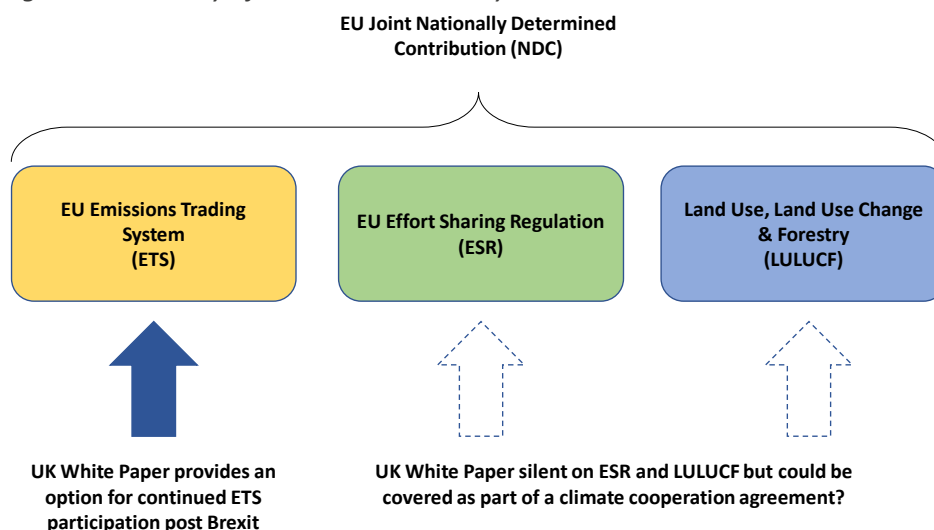 EU Joint Nationally Determined
Contribution (NDC)
EU Emissions Trading
System
(ETS)
EU Effort Sharing Regulation
(ESR)
Land Use, Land Use Change
& Forestry
(LULUCF)
UK White Paper provides an
option for continued ETS
participation post Brexit
UK White Paper silent on ESR and LULUCF but could be
covered as part of a climate cooperation agreement?